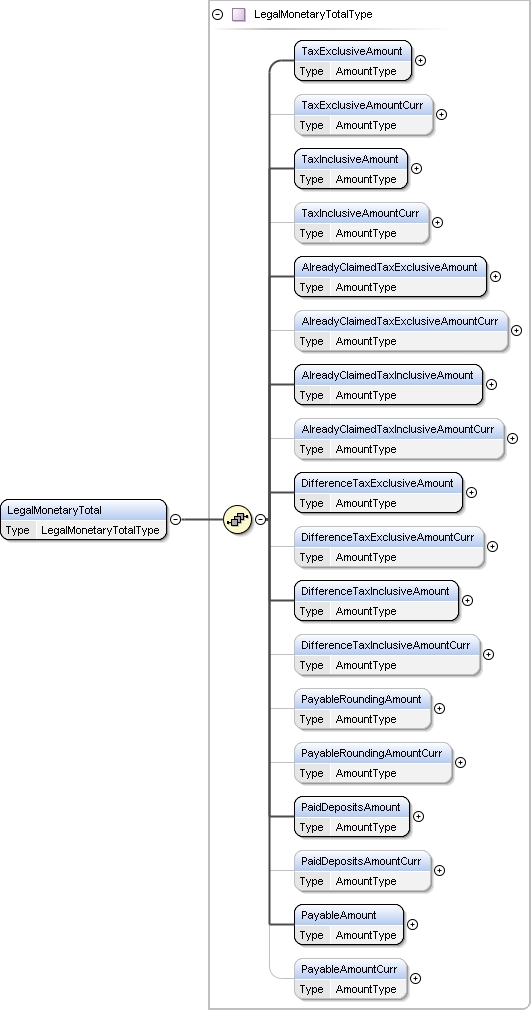 LegalMonetaryTotalType
TaxExclusiveAmount
Type AmountType
TaxExclusiveAmountCurr
Type AmountType
TaxInclusiveAmount
Type AmountType
TaxInclusiveAmountCurr
Type AmountType
AlreadyClaimedTaxExclusiveAmount
Type AmountType
AlreadyClaimedTaxExclusiveAmountCurr
Type AmountType
AlreadyClaimedTaxInclusiveAmount
Type AmountType
AlreadyClaimedTaxInclusiveAmountCurr
Type AmountType
DifferenceTaxExclusiveAmount
Type AmountType
LegalMonetaryTotal
Type LegalMonetaryTotalType
DifferenceTaxExclusiveAmountCurr
Type AmountType
DifferenceTaxInclusiveAmount
Type AmountType
DifferenceTaxInclusiveAmountCurr
Type AmountType
PayableRoundingAmount
Type AmountType
PayableRoundingAmountCurr
Type AmountType
PaidDepositsAmount
Type AmountType
PaidDepositsAmountCurr
Type AmountType
PayableAmount
Type AmountType
PayableAmountCurr
Type AmountType